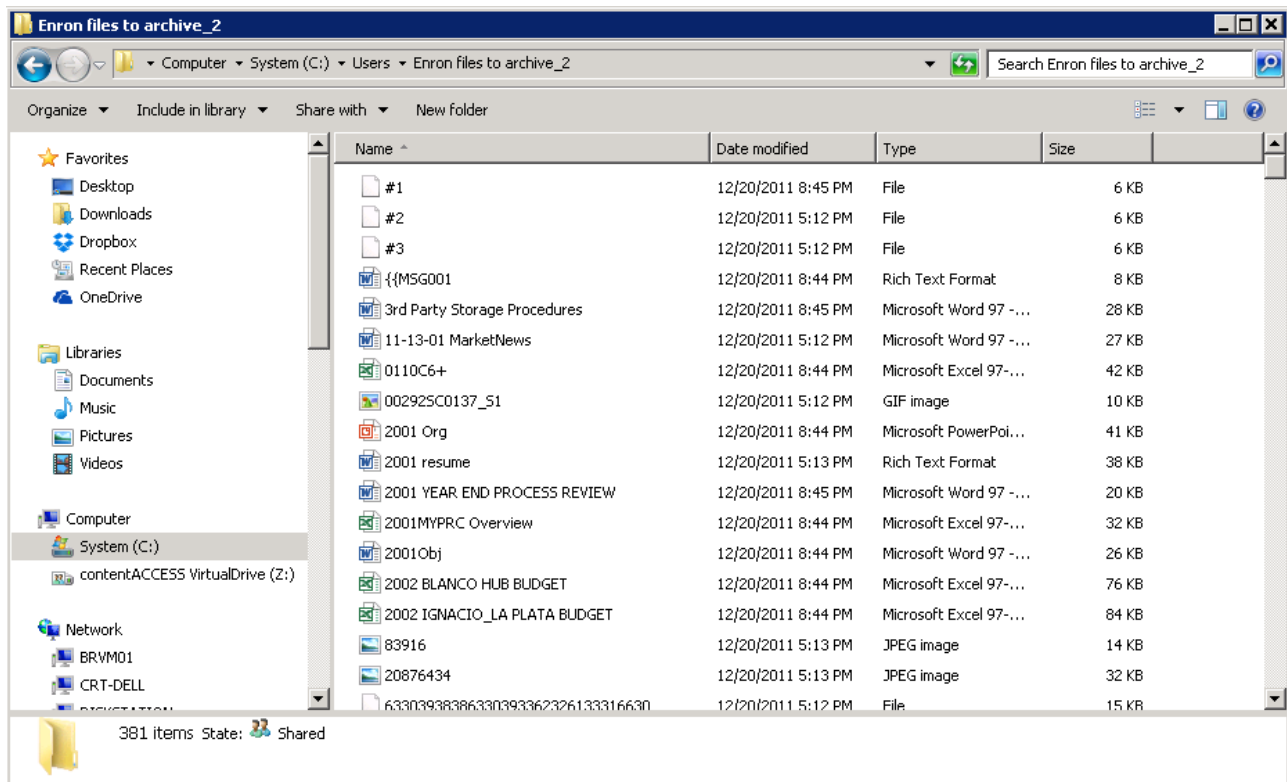 Enron files to archive_2
Computer System (C:) Users Enron files to archive_2 Search Enron files to archive_2
Organize Include in library Share with New folder
Favorites
Desktop
Downloads
Dropbox
Recent Places
OneDrive
Libraries
Documents
Music
Pictures
Videos
Computer
System (C:)
contentACCESS VirtualDrive (Z:)
Network
BRVM01
CRT-DELL
Name Date modified Type Size
#1 12/20/2011 8:45 PM File 6 KB
#2 12/20/2011 5:12 PM File 6 KB
#3 12/20/2011 5:12 PM File 6 KB
{{MSG001 12/20/2011 8:44 PM Rich Text Format 8 KB
3rd Party Storage Procedures 12/20/2011 8:45 PM Microsoft Word 97 -... 28 KB
11-13-01 MarketNews 12/20/2011 5:12 PM Microsoft Word 97 -... 27 KB
0110C6+ 12/20/2011 8:44 PM Microsoft Excel 97-... 42 KB
00292SC0137_S1 12/20/2011 5:12 PM GIF image 10 KB
2001 Org 12/20/2011 8:44 PM Microsoft PowerPoi... 41 KB
2001 resume 12/20/2011 5:13 PM Rich Text Format 38 KB
2001 YEAR END PROCESS REVIEW 12/20/2011 8:45 PM Microsoft Word 97 -... 20 KB
2001MYPRC Overview 12/20/2011 5:13 PM Microsoft Excel 97-... 32 KB
2001Obj 12/20/2011 8:44 PM Microsoft Word 97 -... 26 KB
2002 BLANCO HUB BUDGET 12/20/2011 8:44 PM Microsoft Excel 97-... 76 KB
2002 IGNACIO_LA PLATA BUDGET 12/20/2011 8:44 PM Microsoft Excel 97-... 84 KB
83916 12/20/2011 5:13 PM JPEG image 14 KB
20876434 12/20/2011 5:13 PM JPEG image 32 KB
12/20/2011 5:12 PM File 15 KB
381 items State: Shared